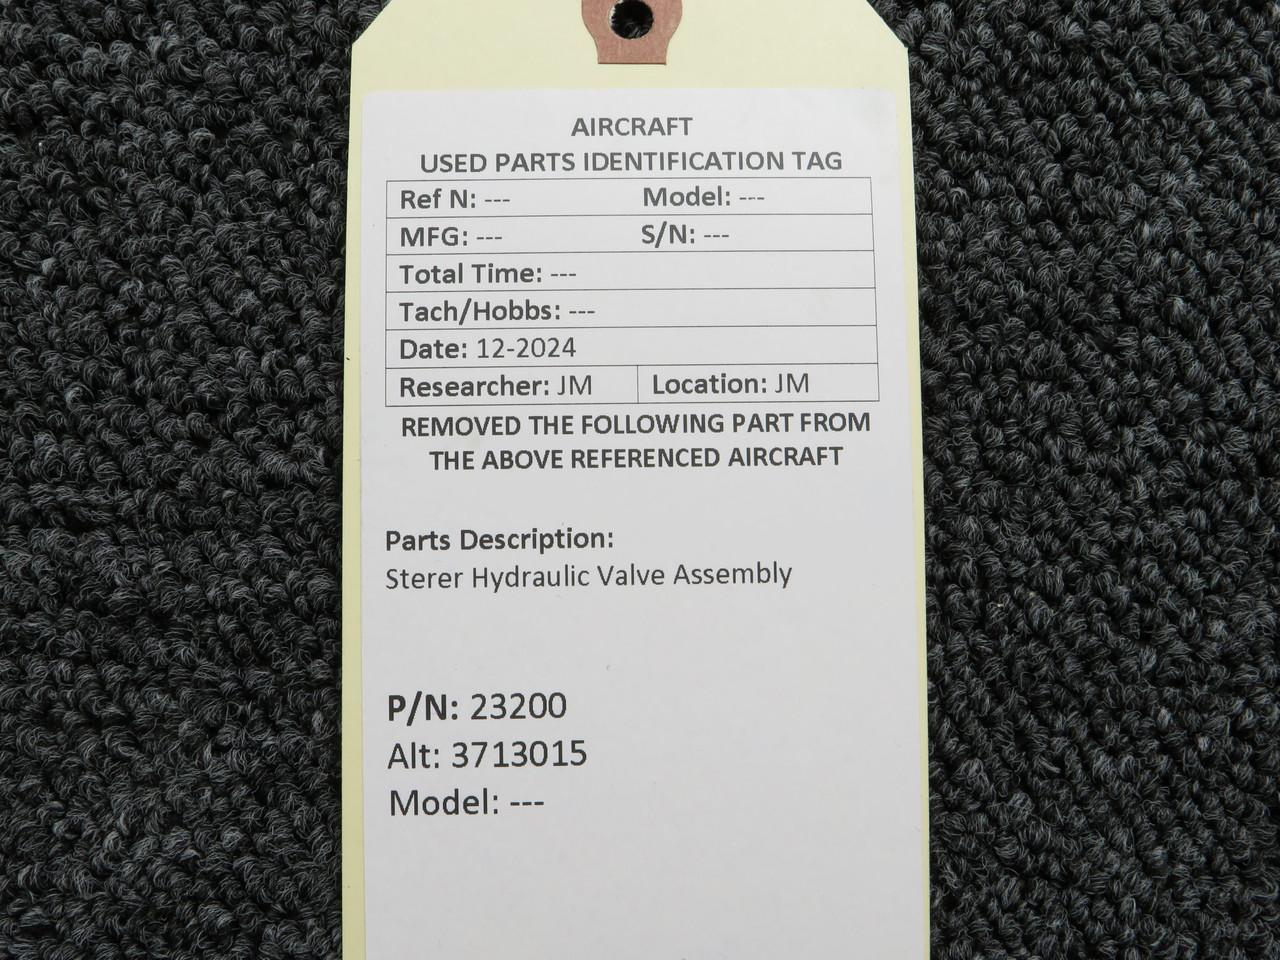 AIRCRAFT
USED PARTS IDENTIFICATION TAG
Ref N: --- Model: ---
MFG: --- S/N: ---
Total Time: ---
Tach/Hobbs: ---
Date: 12-2024
Researcher: JM Location: JM
REMOVED THE FOLLOWING PART FROM
THE ABOVE REFERENCED AIRCRAFT
Parts Description:
Sterer Hydraulic Valve Assembly
P/N: 23200
Alt: 3713015
Model: ---